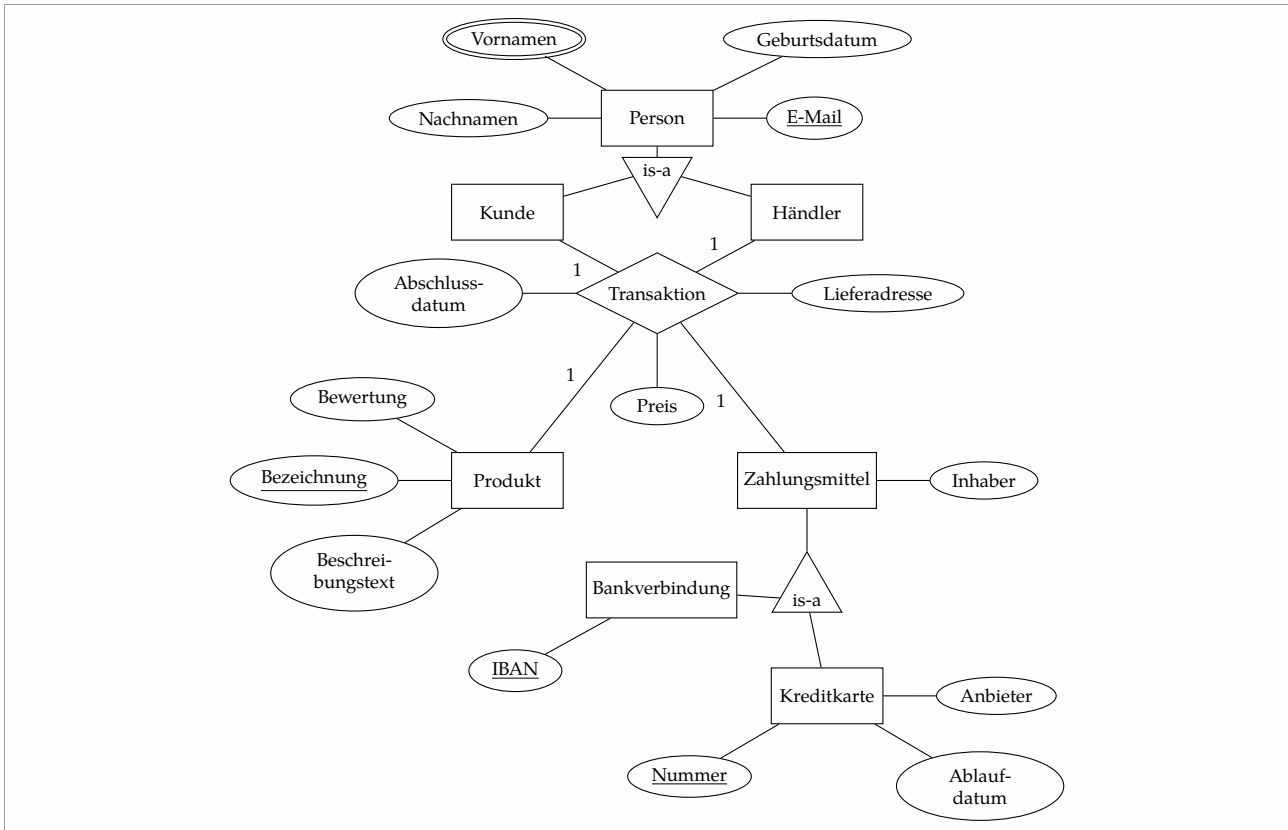 Vornamen
Geburtsdatum
Nachnamen
Person
E-Mail
is-a
Kunde
Händler
1
1
Abschluss-
datum
Transaktion
Lieferadresse
1
Preis
1
Bewertung
Bezeichnung
Produkt
Zahlungsmittel
Inhaber
Beschrei-
bungstext
Bankverbindung
is-a
IBAN
Kreditkarte
Anbieter
Nummer
Ablauf-
datum